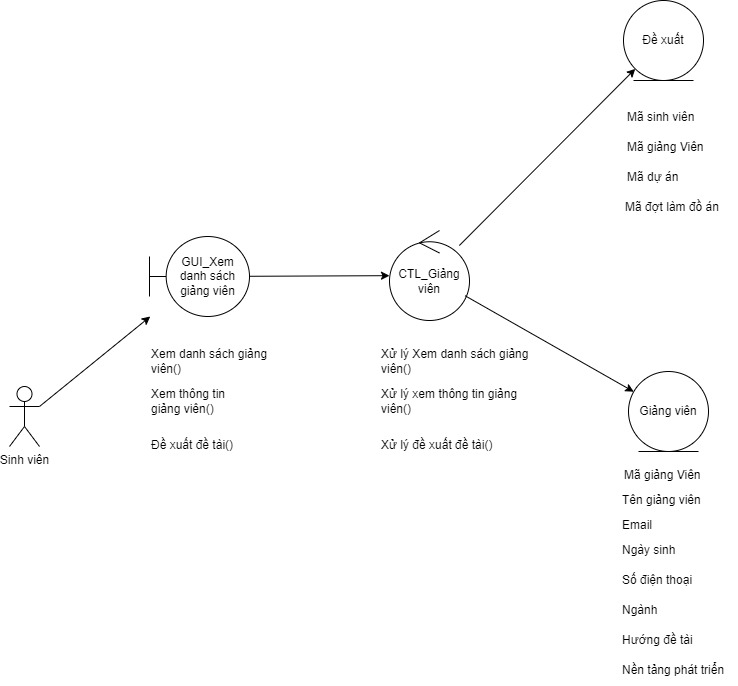 Đề xuất
Mã sinh viên
Mã giảng Viên
Mã dự án
Mã đợt làm đồ án
GUI_Xem
danh sách
giảng viên
CTL_Giảng
viên
Xem danh sách giảng
viên()
Xem thông tin
giảng viên()
Đề xuất đề tài()
Xử lý Xem danh sách giảng
viên()
Xử lý xem thông tin giảng
viên()
Xử lý đề xuất đề tài()
Sinh viên
Giảng viên
Mã giảng Viên
Tên giảng viên
Email
Ngày sinh
Số điện thoại
Ngành
Hướng đề tài
Nền tảng phát triển